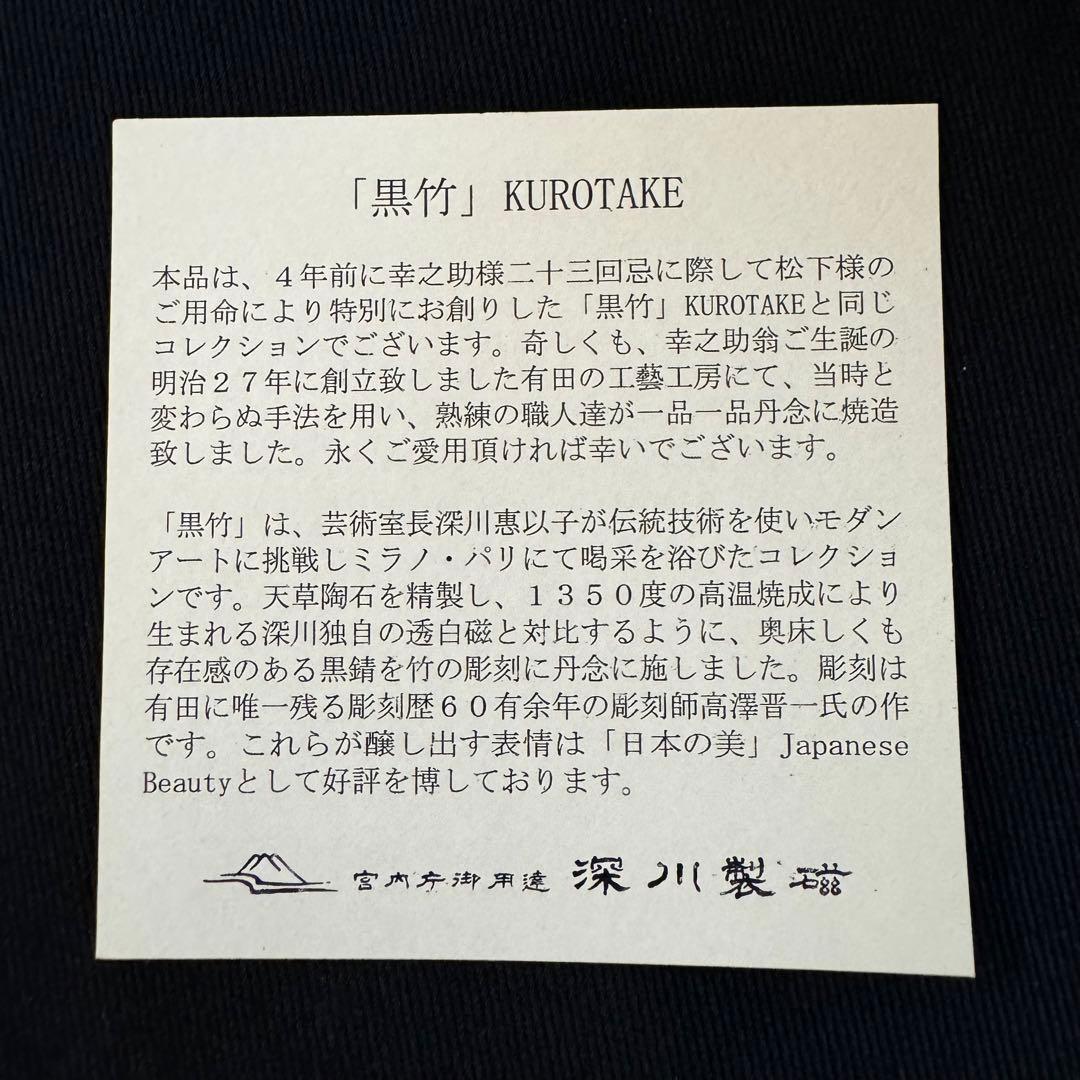 「黒竹」KUROTAKE
本品は、４年前に幸之助様二十三回忌に際して松下様の
ご用命により特別にお創りした「黒竹」KUROTAKEと同じ
コレクションでございます。奇しくも、幸之助翁ご生誕の
明治２７年に創立致しました有田の工藝工房にて、当時と
変わらぬ手法を用い、熟練の職人達が一品一品丹念に焼造
致しました。永くご愛用頂ければ幸いでございます。
「黒竹」は、芸術室長深川惠以子が伝統技術を使いモダン
アートに挑戦しミラノ・パリにて喝采を浴びたコレクショ
ンです。天草陶石を精製し、１３５０度の高温焼成により
生まれる深川独自の透白磁と対比するように、奥床しくも
存在感のある黒錆を竹の彫刻に丹念に施しました。彫刻は
有田に唯一残る彫刻歴６０有余年の彫刻師高澤晋一氏の作
です。これらが醸し出す表情は「日本の美」Japanese
Beautyとして好評を博しております。
宮内庁御用達 深川製磁